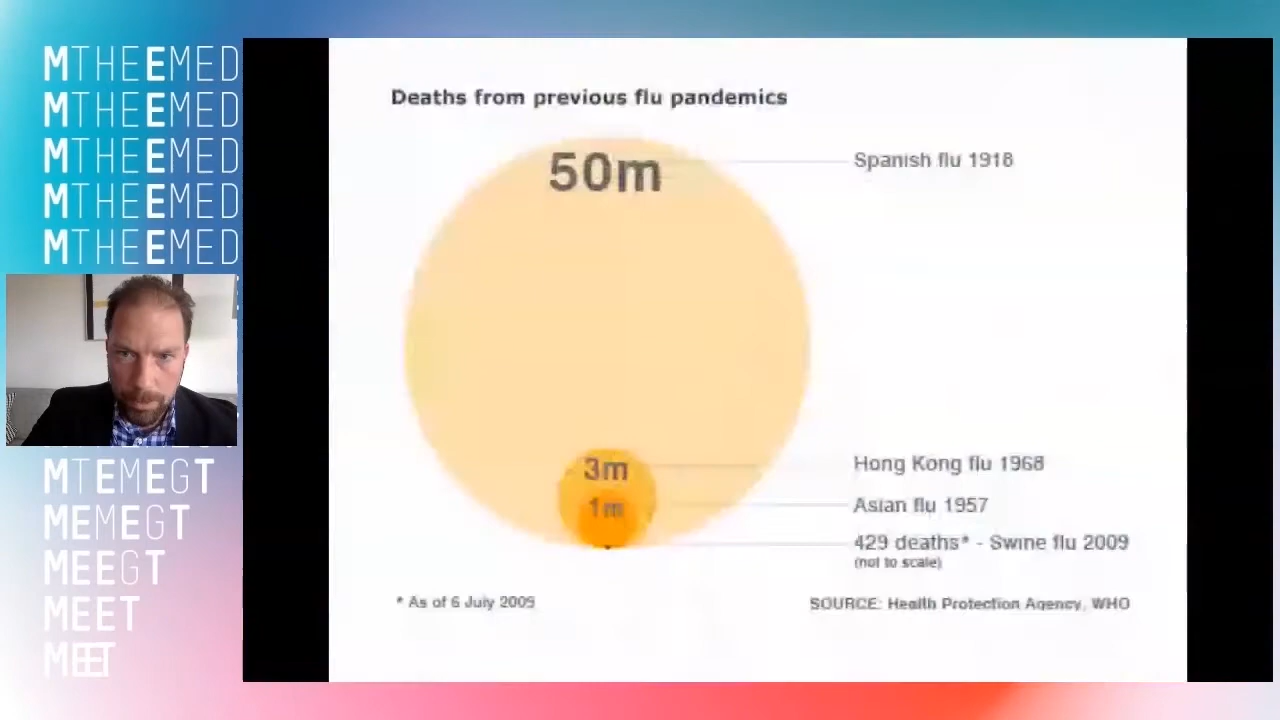 MTHEEMED
MTHEEMED
MTHEEMED
MTHEEMED
MTHEEMED
MTEMEGT
MEMEGT
MEEGT
MEET
MEET
Deaths from previous flu pandemics
50m
Spanish flu 1918
3m
Hong Kong flu 1968
1m
Asian flu 1957
429 deaths* - Swine flu 2009
(not to scale)
* As of 6 July 2009
SOURCE: Health Protection Agency, WHO